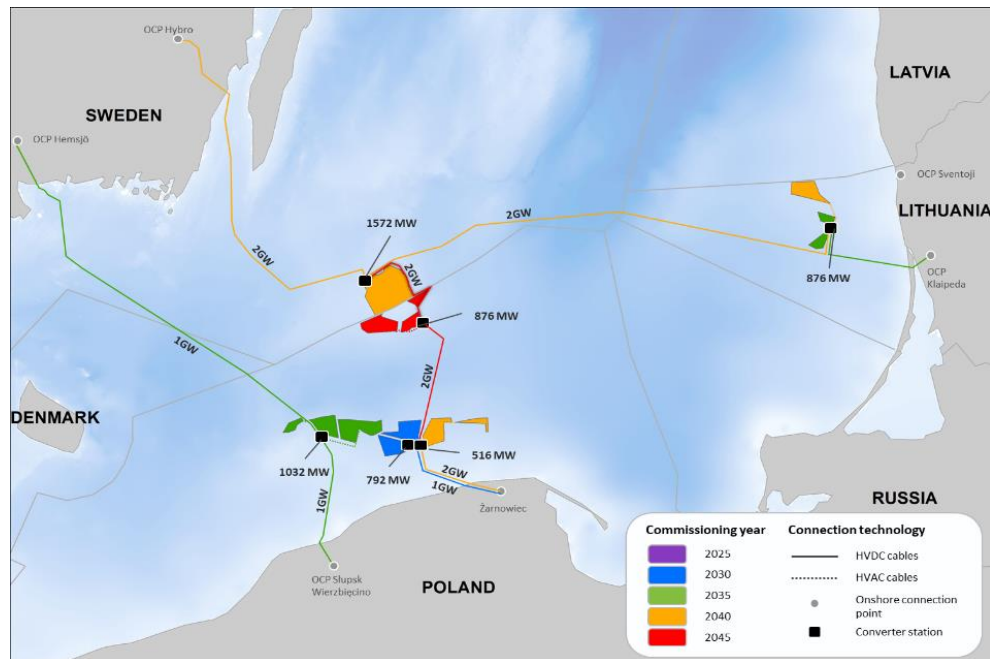 OCP Hybro
SWEDEN
OCP Hemsjö
LATVIA
OCP Sventoji
LITHUANIA
1572 MW
2GW
2GW
2GW
876 MW
OCP
Klaipeda
876 MW
1GW
2GW
DENMARK
1032 MW
792 MW
516 MW
2GW
1GW
1GW
Żarnowiec
RUSSIA
OCP Slupsk
Wierzbięcino
POLAND
Commissioning year
2025
2030
2035
2040
2045
Connection technology
HVDC cables
HVAC cables
Onshore connection
point
Converter station